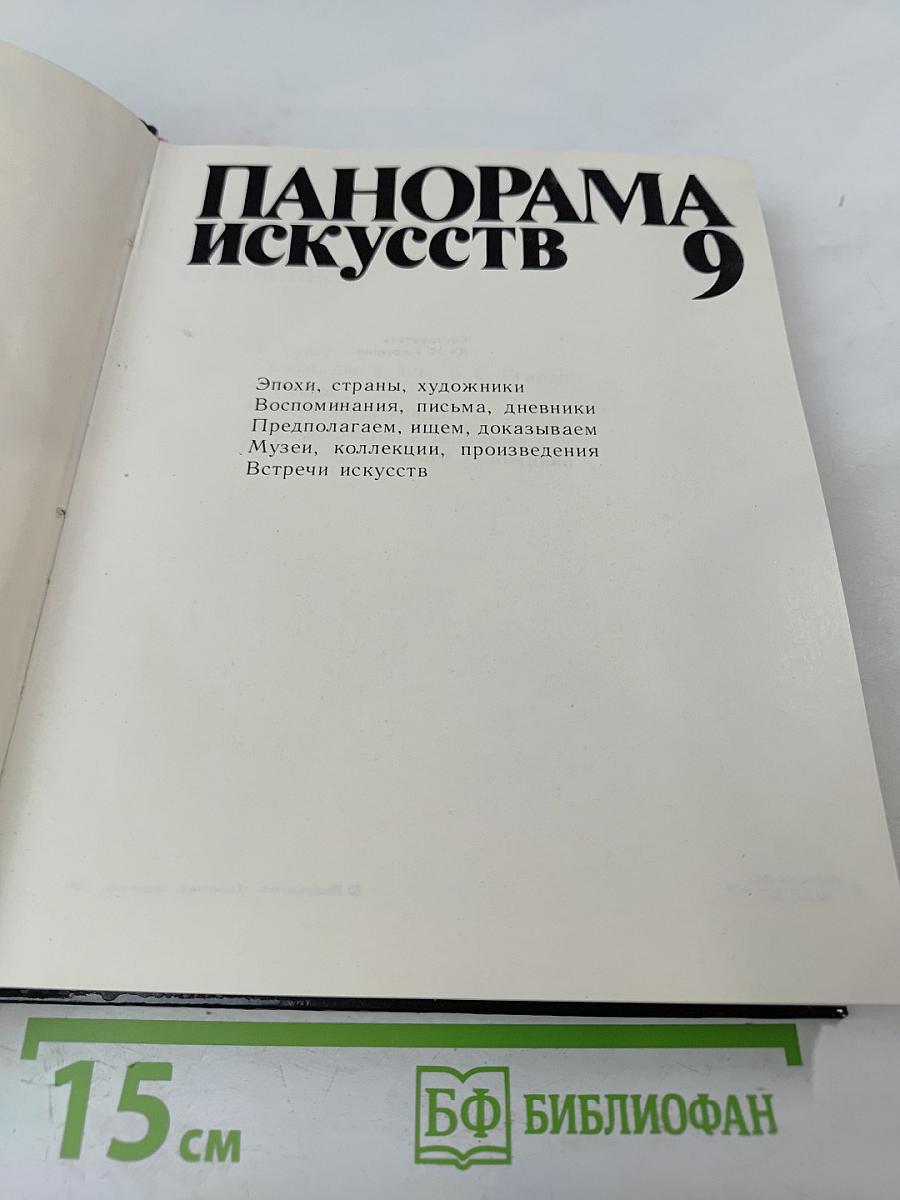 ПАНОРАМА
ИСКУССТВ 9
Эпохи, страны, художники
Воспоминания, письма, дневники
Предполагаем, ищем, доказываем
Музеи, коллекции, произведения
Встречи искусств
15 см
БФ БИБЛИОФАН